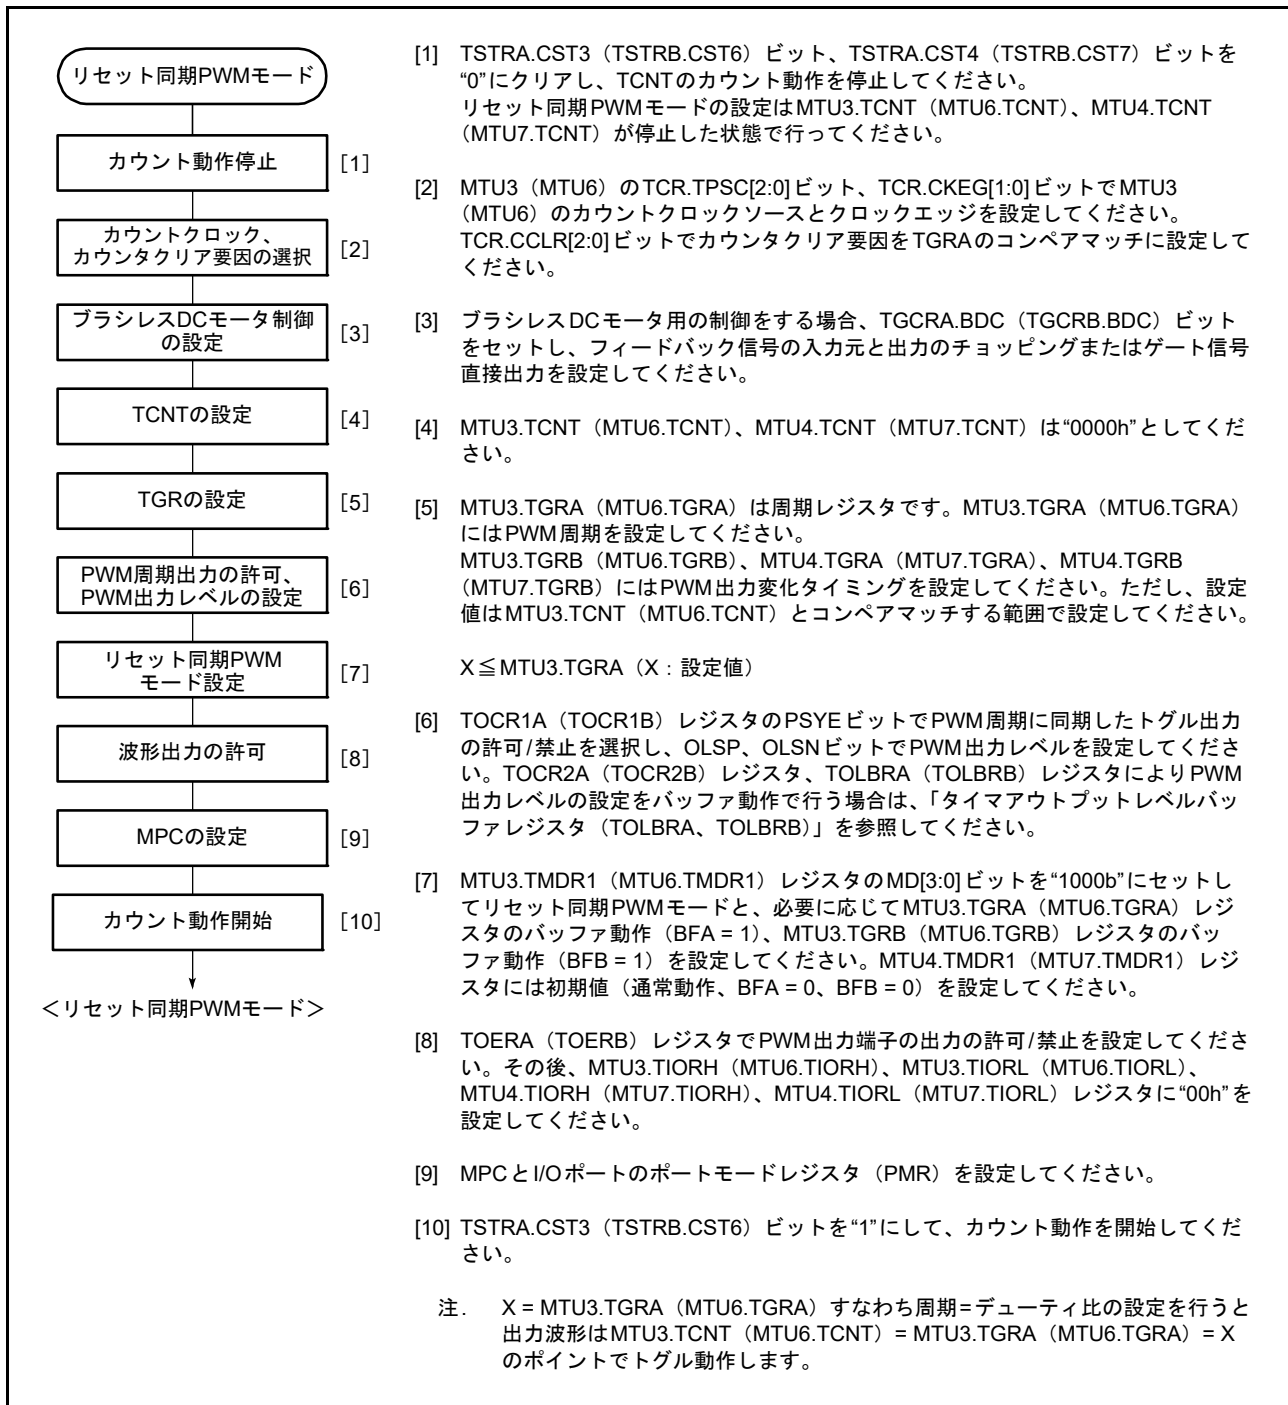 リセット同期PWMモード
カウント動作停止
[1]
カウントクロック、
カウンタクリア要因の選択
[2]
ブラシレスDCモータ制御
の設定
[3]
TCNTの設定
[4]
TGRの設定
[5]
PWM周期出力の許可、
PWM出力レベルの設定
[6]
リセット同期PWM
モード設定
[7]
波形出力の許可
[8]
MPCの設定
[9]
カウント動作開始
[10]
＜リセット同期PWMモード＞
[1] TSTRA.CST3（TSTRB.CST6）ビット、TSTRA.CST4（TSTRB.CST7）ビットを
“0”にクリアし、TCNTのカウント動作を停止してください。
リセット同期PWMモードの設定はMTU3.TCNT（MTU6.TCNT）、MTU4.TCNT
（MTU7.TCNT）が停止した状態で行ってください。
[2] MTU3（MTU6）のTCR.TPSC[2:0]ビット、TCR.CKEG[1:0]ビットでMTU3
（MTU6）のカウントクロックソースとクロックエッジを設定してください。
TCR.CCLR[2:0]ビットでカウンタクリア要因をTGRAのコンペアマッチに設定して
ください。
[3] ブラシレスDCモータ用の制御をする場合、TGCRA.BDC（TGCRB.BDC）ビット
をセットし、フィードバック信号の入力元と出力のチョッピングまたはゲート信号
直接出力を設定してください。
[4] MTU3.TCNT（MTU6.TCNT）、MTU4.TCNT（MTU7.TCNT）は“0000h”としてくだ
さい。
[5] MTU3.TGRA（MTU6.TGRA）は周期レジスタです。MTU3.TGRA（MTU6.TGRA）
にはPWM周期を設定してください。
MTU3.TGRB（MTU6.TGRB）、MTU4.TGRA（MTU7.TGRA）、MTU4.TGRB
（MTU7.TGRB）にはPWM出力変化タイミングを設定してください。ただし、設定
値はMTU3.TCNT（MTU6.TCNT）とコンペアマッチする範囲で設定してください。
X≦MTU3.TGRA（X：設定値）
[6] TOCR1A（TOCR1B）レジスタのPSYEビットでPWM周期に同期したトグル出力
の許可/禁止を選択し、OLSP、OLSNビットでPWM出力レベルを設定してくださ
い。TOCR2A（TOCR2B）レジスタ、TOLBRA（TOLBRB）レジスタによりPWM
出力レベルの設定をバッファ動作で行う場合は、「タイマアウトプットレベルバッ
ファレジスタ（TOLBRA、TOLBRB）」を参照してください。
[7] MTU3.TMDR1（MTU6.TMDR1）レジスタのMD[3:0]ビットを“1000b”にセットし
てリセット同期PWMモードと、必要に応じてMTU3.TGRA（MTU6.TGRA）レジ
スタのバッファ動作（BFA = 1）、MTU3.TGRB（MTU6.TGRB）レジスタのバッ
ファ動作（BFB = 1）を設定してください。MTU4.TMDR1（MTU7.TMDR1）レジ
スタには初期値（通常動作、BFA = 0、BFB = 0）を設定してください。
[8] TOERA（TOERB）レジスタでPWM出力端子の出力の許可/禁止を設定してくださ
い。その後、MTU3.TIORH（MTU6.TIORH）、MTU3.TIORL（MTU6.TIORL）、
MTU4.TIORH（MTU7.TIORH）、MTU4.TIORL（MTU7.TIORL）レジスタに“00h”を
設定してください。
[9] MPCとI/Oポートのポートモードレジスタ（PMR）を設定してください。
[10] TSTRA.CST3（TSTRB.CST6）ビットを“1”にして、カウント動作を開始してくだ
さい。
注． X = MTU3.TGRA（MTU6.TGRA）すなわち周期=デューティ比の設定を行うと
出力波形はMTU3.TCNT（MTU6.TCNT）= MTU3.TGRA（MTU6.TGRA）= X
のポイントでトグル動作します。